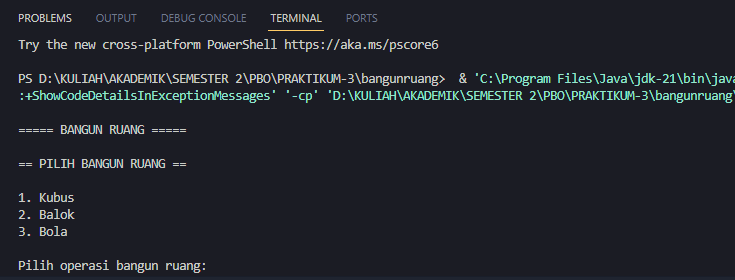 PROBLEMS OUTPUT DEBUG CONSOLE TERMINAL PORTS
Try the new cross-platform PowerShell https://aka.ms/pscore6
PS D:\KULIAH\AKADEMIK\SEMESTER 2\PBO\PRAKTIKUM-3\bangunruang> & 'C:\Program Files\Java\jdk-21\bin\java
:+ShowCodeDetailsInExceptionMessages' '-cp' 'D:\KULIAH\AKADEMIK\SEMESTER 2\PBO\PRAKTIKUM-3\bangunruang\
===== BANGUN RUANG =====
== PILIH BANGUN RUANG ==
1. Kubus
2. Balok
3. Bola
Pilih operasi bangun ruang: